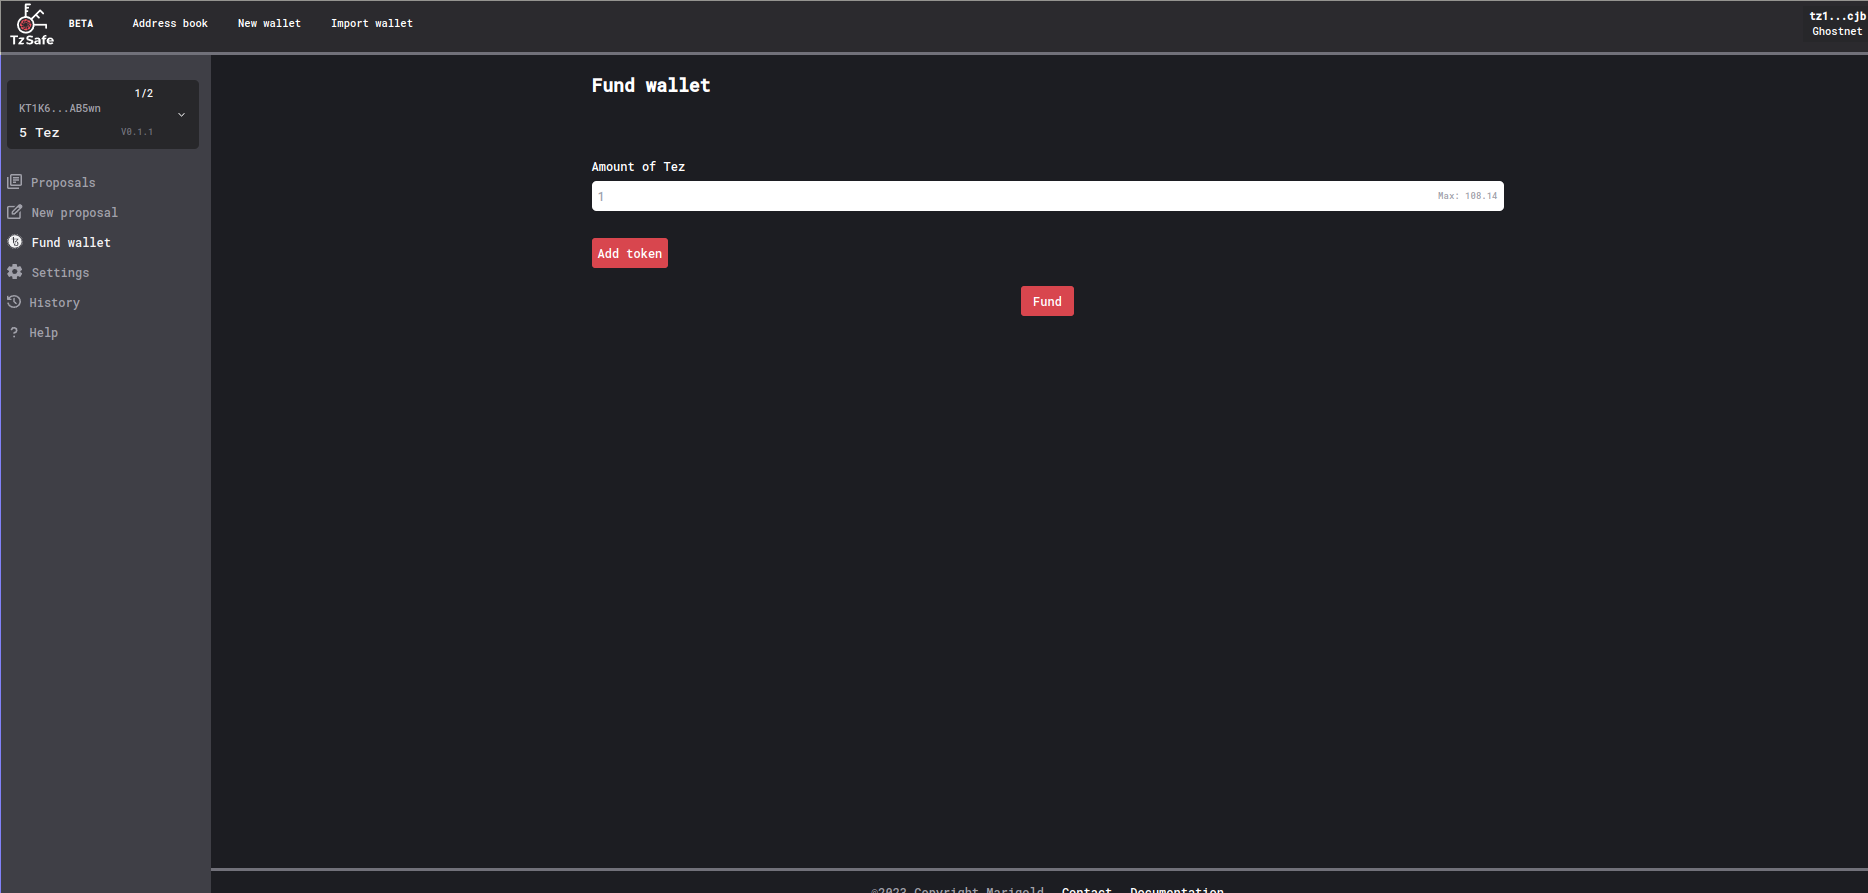 TzSafe
BETA
Address book
New wallet
Import wallet
tz1...cjb
Ghostnet
1/2
KT1K6...AB5wn
5 Tez
V0.1.1
Proposals
New proposal
Fund wallet
Settings
History
? Help
Fund wallet
Amount of Tez
1
Max: 108.14
Add token
Fund
©2023 Copyright Marigold
Contact
Documentation